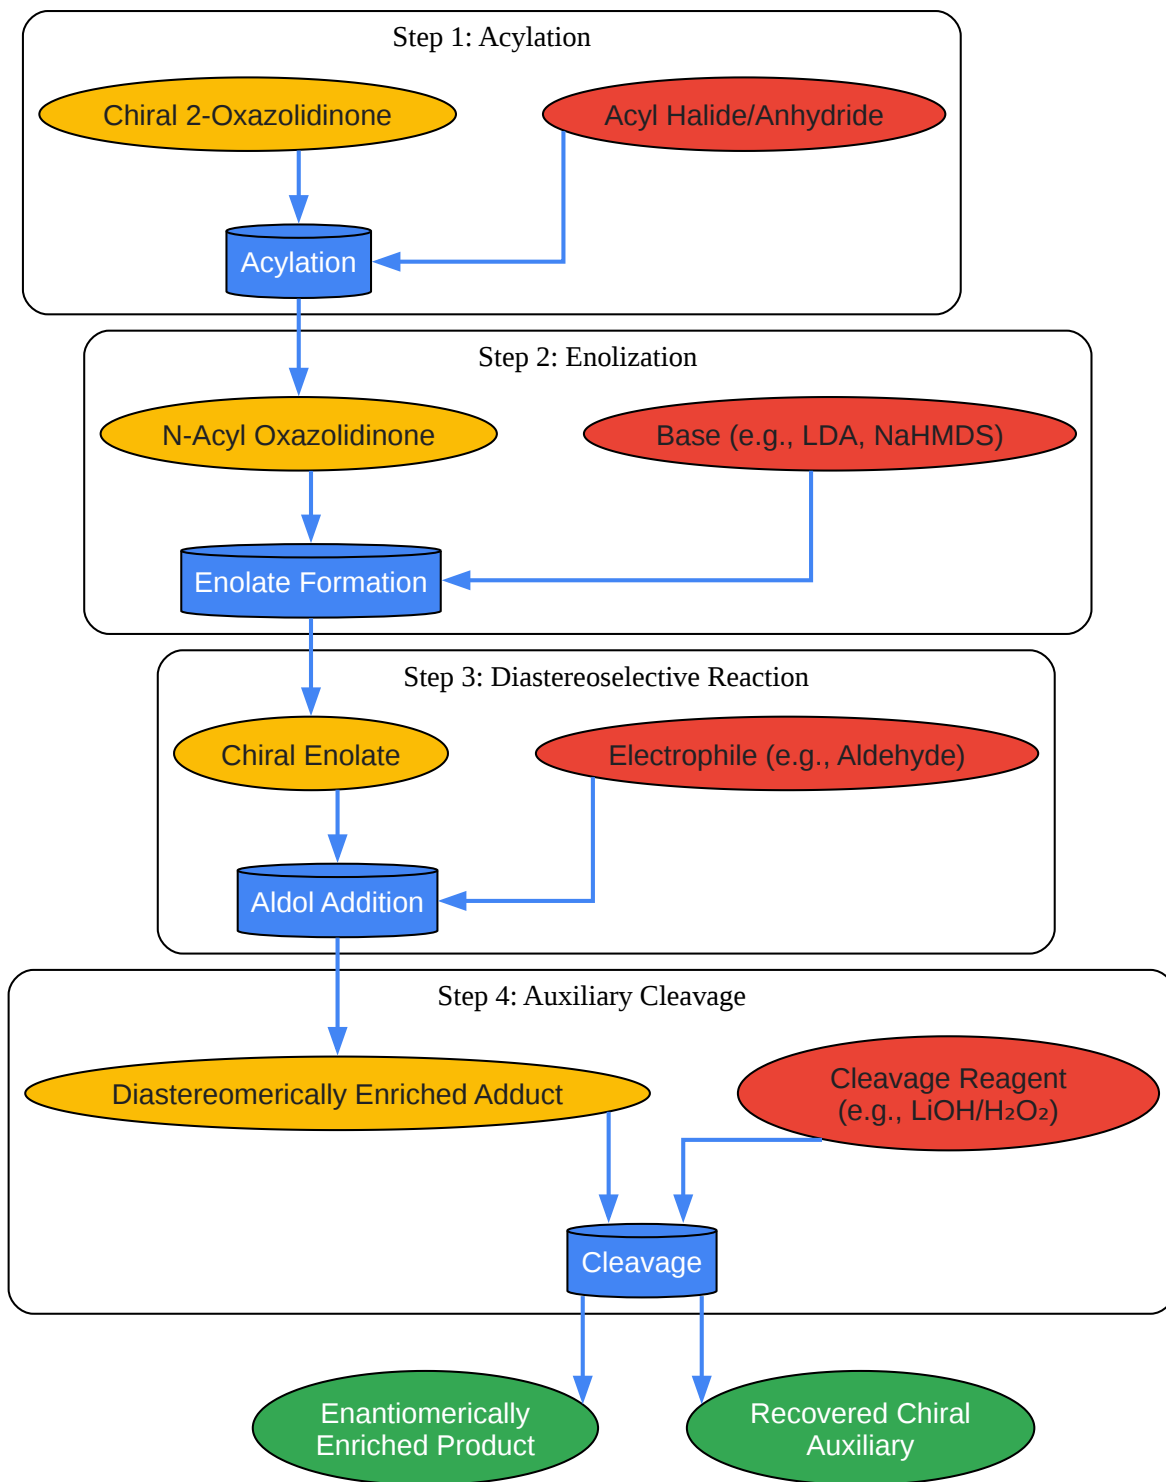 Step 1: Acylation
Chiral 2-Oxazolidinone
Acyl Halide/Anhydride
Acylation
Step 2: Enolization
N-Acyl Oxazolidinone
Base (e.g., LDA, NaHMDS)
Enolate Formation
Step 3: Diastereoselective Reaction
Chiral Enolate
Electrophile (e.g., Aldehyde)
Aldol Addition
Step 4: Auxiliary Cleavage
Diastereomerically Enriched Adduct
Cleavage Reagent
(e.g., LiOH/H₂O₂)
Cleavage
Enantiomerically
Enriched Product
Recovered Chiral
Auxiliary